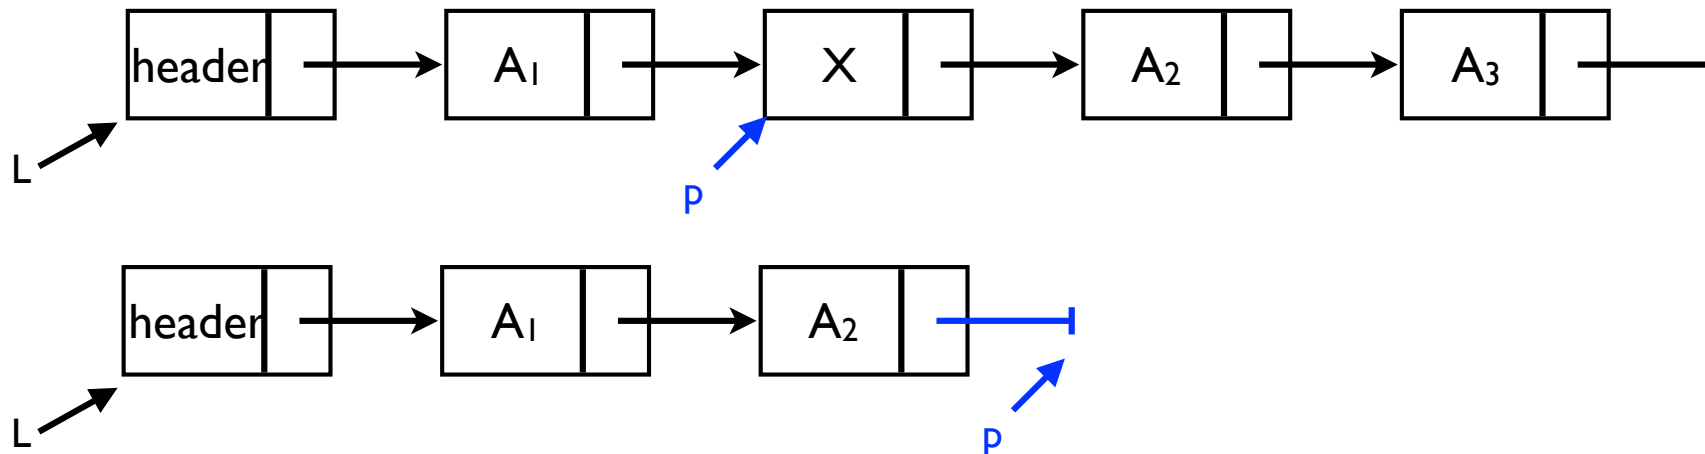 header A₁ X A₂ A₃
L
p
header A₁ A₂
L
p